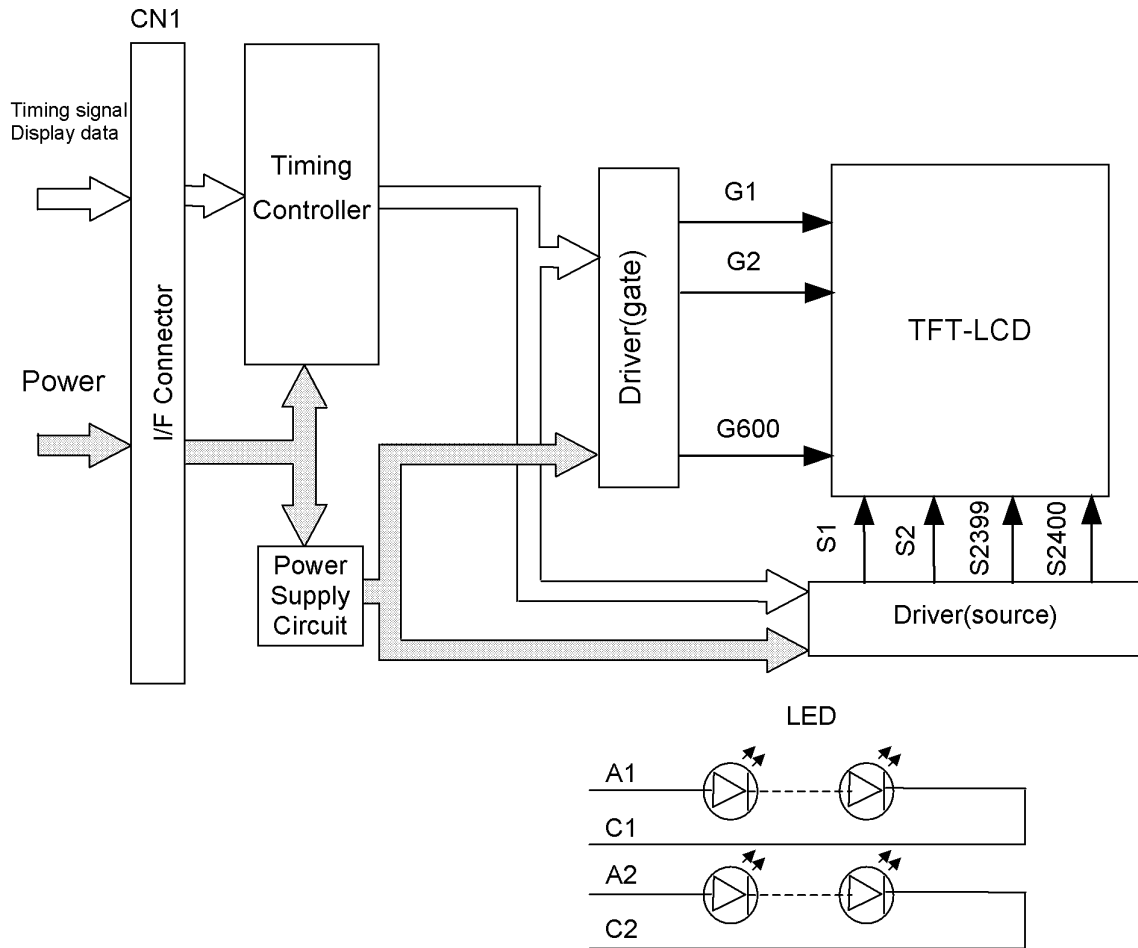 CN1
Timing signal
Display data
Timing
Controller
G1
G2
Driver(gate)
TFT-LCD
I/F Connector
Power
G600
S1
S2
S2399
S2400
Power
Supply
Circuit
Driver(source)
LED
A1
C1
A2
C2